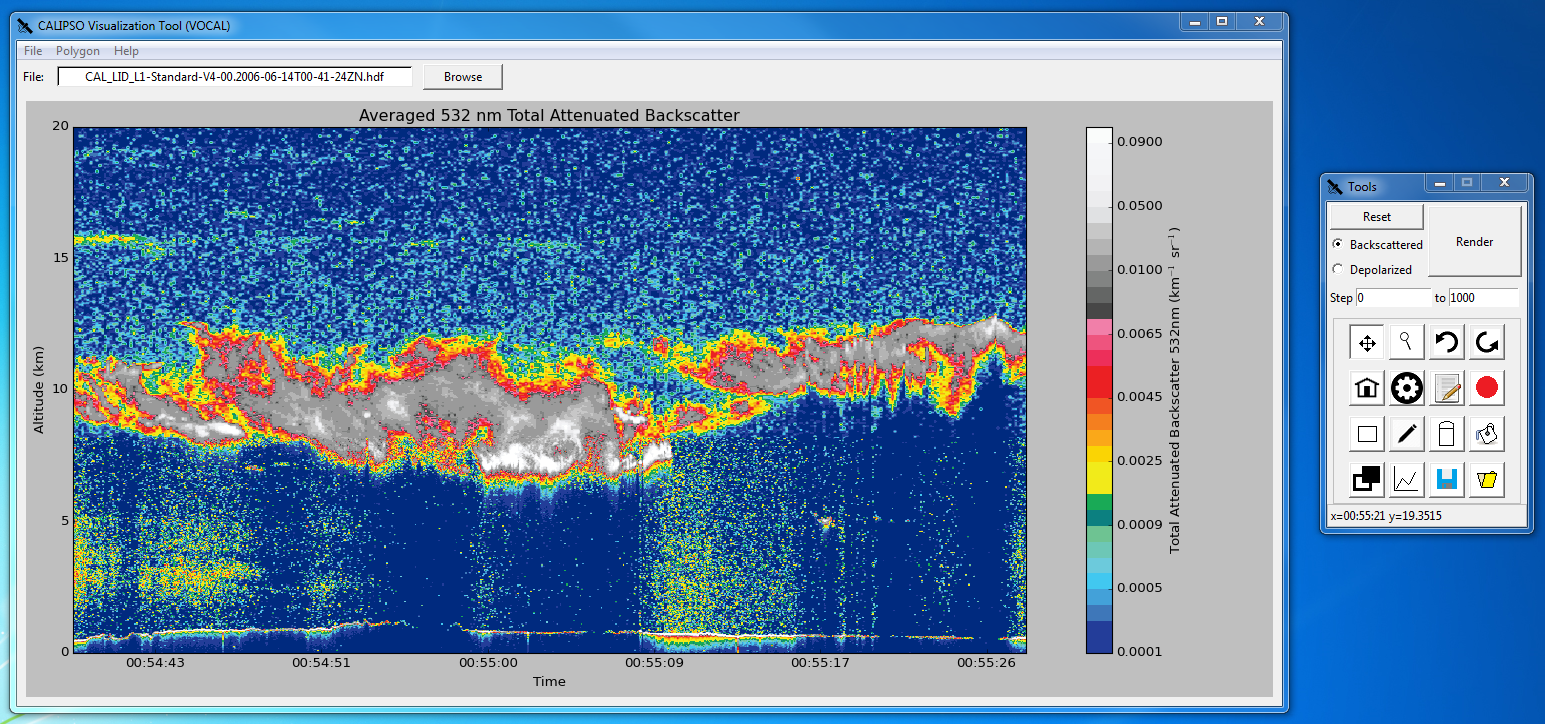 CALIPSO Visualization Tool (VOCAL)
File Polygon Help
File: CAL_LID_L1-Standard-V4-00.2006-06-14T00-41-24ZN.hdf Browse
Averaged 532 nm Total Attenuated Backscatter
20
15
10
5
0
Altitude (km)
00:54:43 00:54:51 00:55:00 00:55:09 00:55:17 00:55:26
Time
0.0900
0.0500
0.0100
0.0065
0.0045
0.0025
0.0009
0.0005
0.0001
Total Attenuated Backscatter 532nm (km⁻¹ sr⁻¹)
Tools
Reset
Render
Backscattered
Depolarized
Step 0 to 1000
x=00:55:21 y=19.3515